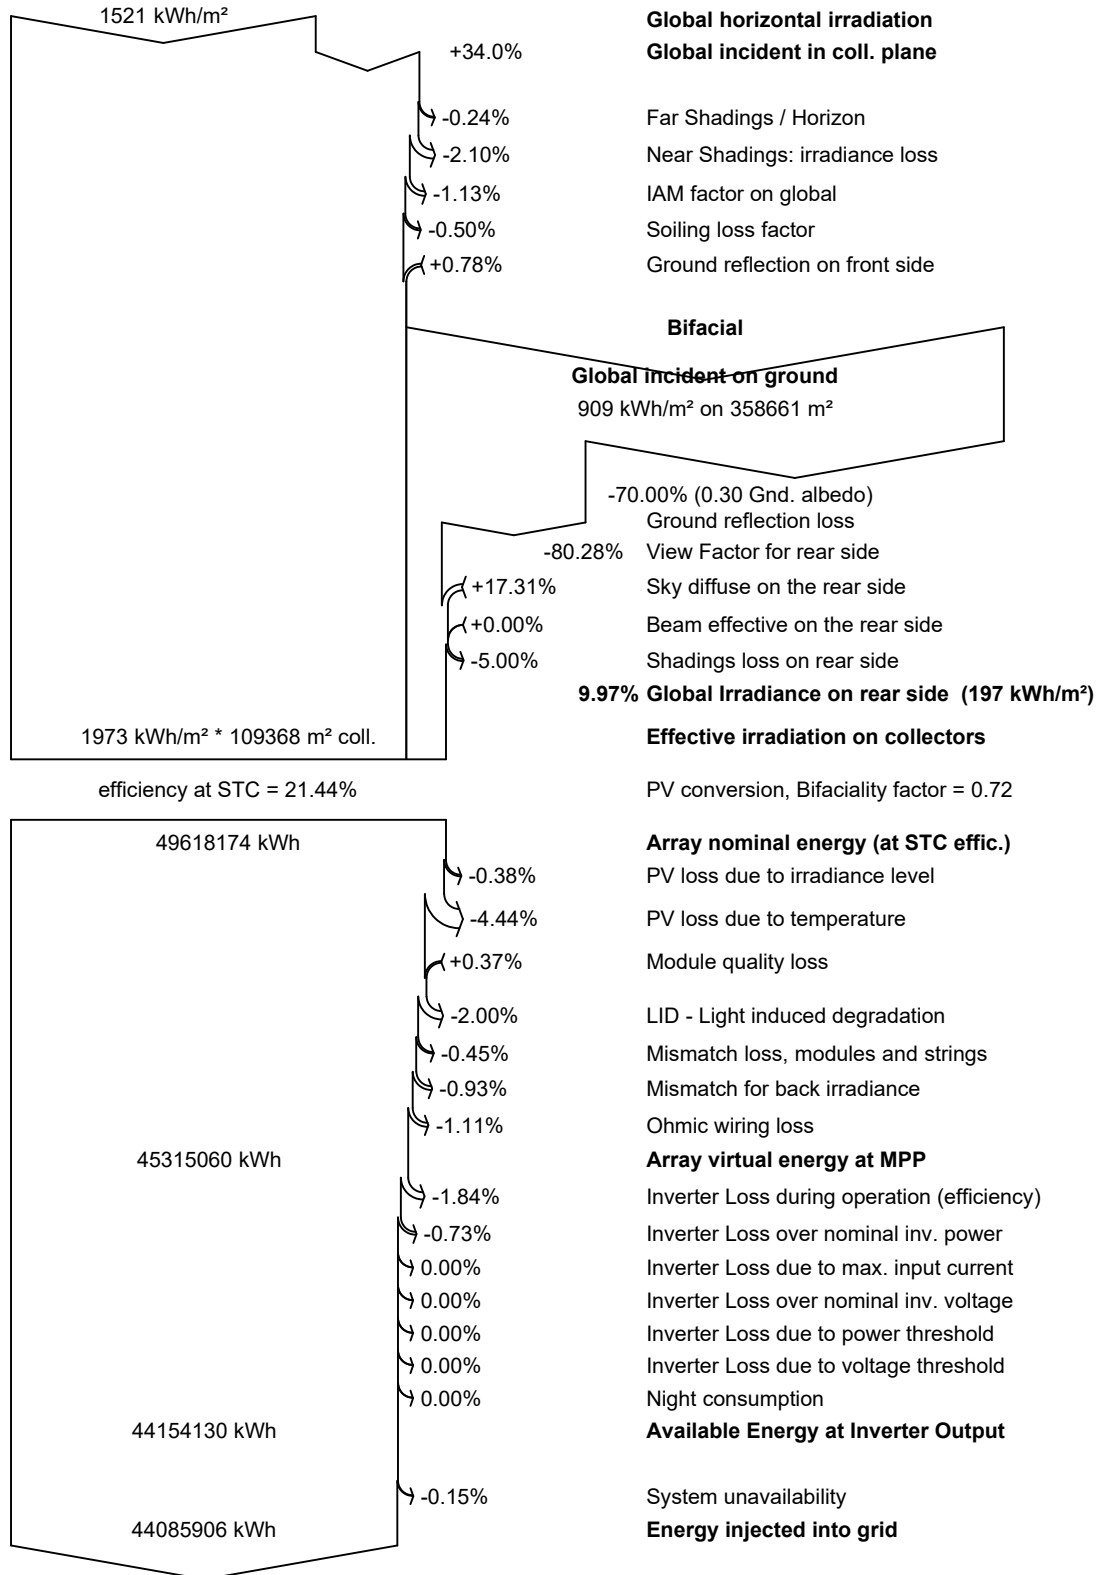 1521 kWh/m² Global horizontal irradiation
+34.0% Global incident in coll. plane
-0.24% Far Shadings / Horizon
-2.10% Near Shadings: irradiance loss
-1.13% IAM factor on global
-0.50% Soiling loss factor
+0.78% Ground reflection on front side
Bifacial
Global incident on ground
909 kWh/m² on 358661 m²
-70.00% (0.30 Gnd. albedo)
Ground reflection loss
-80.28% View Factor for rear side
+17.31% Sky diffuse on the rear side
+0.00% Beam effective on the rear side
-5.00% Shadings loss on rear side
9.97% Global Irradiance on rear side (197 kWh/m²)
1973 kWh/m² * 109368 m² coll. Effective irradiation on collectors
efficiency at STC = 21.44% PV conversion, Bifaciality factor = 0.72
49618174 kWh Array nominal energy (at STC effic.)
-0.38% PV loss due to irradiance level
-4.44% PV loss due to temperature
+0.37% Module quality loss
-2.00% LID - Light induced degradation
-0.45% Mismatch loss, modules and strings
-0.93% Mismatch for back irradiance
-1.11% Ohmic wiring loss
45315060 kWh Array virtual energy at MPP
-1.84% Inverter Loss during operation (efficiency)
-0.73% Inverter Loss over nominal inv. power
0.00% Inverter Loss due to max. input current
0.00% Inverter Loss over nominal inv. voltage
0.00% Inverter Loss due to power threshold
0.00% Inverter Loss due to voltage threshold
0.00% Night consumption
44154130 kWh Available Energy at Inverter Output
-0.15% System unavailability
44085906 kWh Energy injected into grid